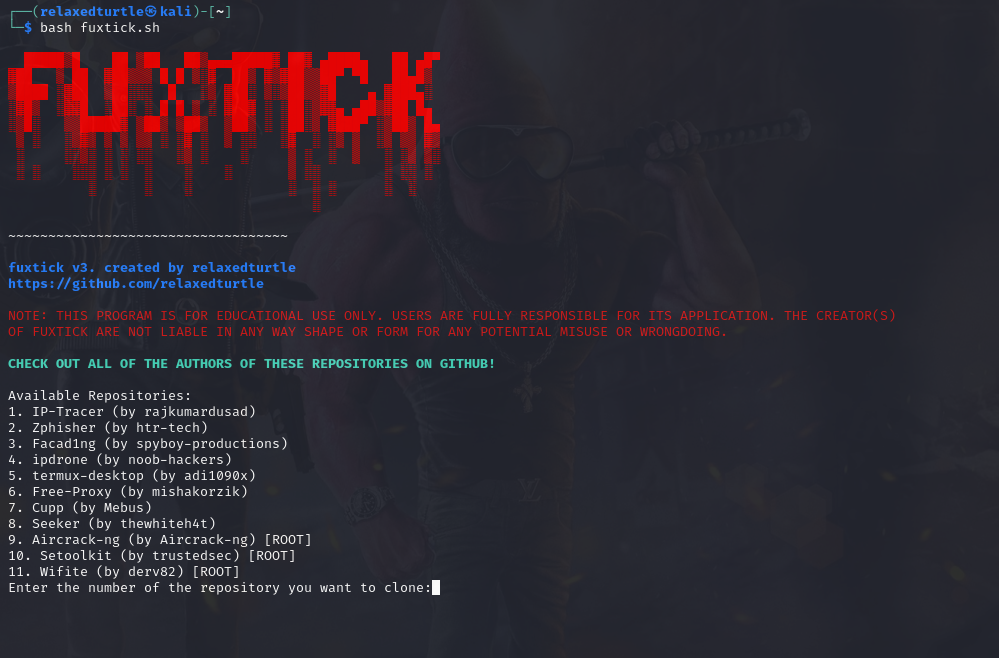 ┌──(relaxedturtle㉿kali)-[~]
└─$ bash fuxtick.sh
FUXTICK
~~~~~~~~~~~~~~~~~~~~~~~~~~~~~~~~~~~
fuxtick v3. created by relaxedturtle
https://github.com/relaxedturtle
NOTE: THIS PROGRAM IS FOR EDUCATIONAL USE ONLY. USERS ARE FULLY RESPONSIBLE FOR ITS APPLICATION. THE CREATOR(S)
OF FUXTICK ARE NOT LIABLE IN ANY WAY SHAPE OR FORM FOR ANY POTENTIAL MISUSE OR WRONGDOING.
CHECK OUT ALL OF THE AUTHORS OF THESE REPOSITORIES ON GITHUB!
Available Repositories:
1. IP-Tracer (by rajkumardusad)
2. Zphisher (by htr-tech)
3. Facad1ng (by spyboy-productions)
4. ipdrone (by noob-hackers)
5. termux-desktop (by adi1090x)
6. Free-Proxy (by mishakorzik)
7. Cupp (by Mebus)
8. Seeker (by thewhiteh4t)
9. Aircrack-ng (by Aircrack-ng) [ROOT]
10. Setoolkit (by trustedsec) [ROOT]
11. Wifite (by derv82) [ROOT]
Enter the number of the repository you want to clone: